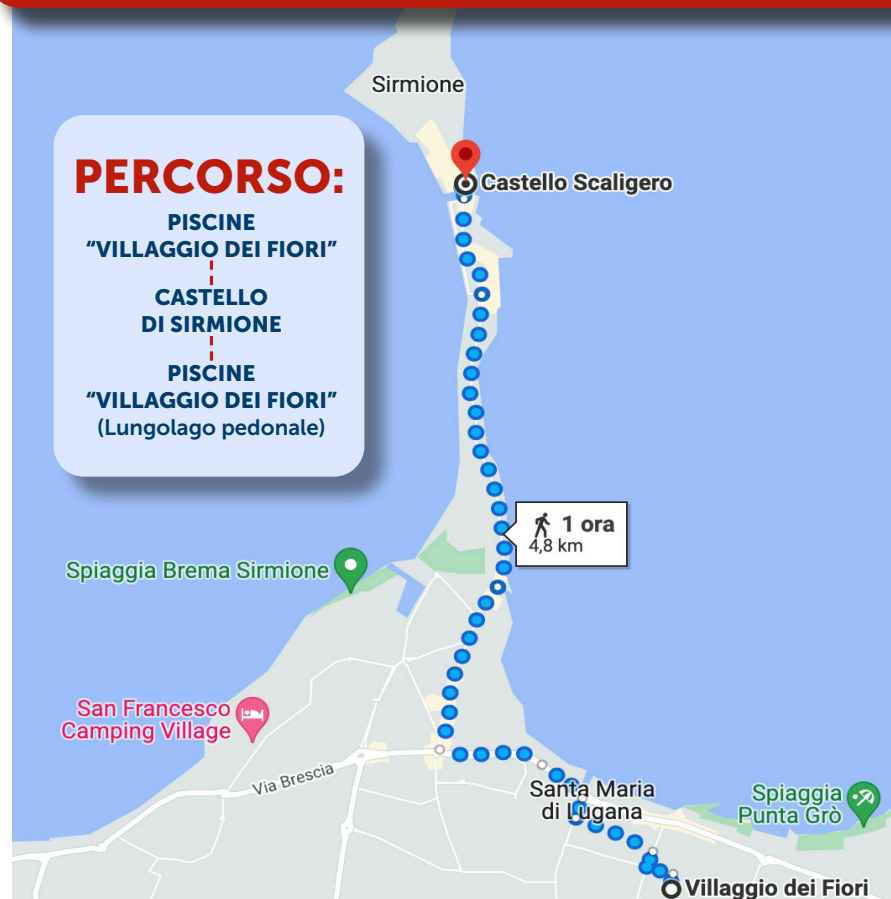 Sirmione
Castello Scaligero
PERCORSO:
PISCINE
“VILLAGGIO DEI FIORI”
CASTELLO
DI SIRMIONE
PISCINE
“VILLAGGIO DEI FIORI”
(Lungolago pedonale)
1 ora
4,8 km
Spiaggia Brema Sirmione
San Francesco
Camping Village
Via Brescia
Santa Maria
di Lugana
Spiaggia
Punta Grò
Villaggio dei Fiori